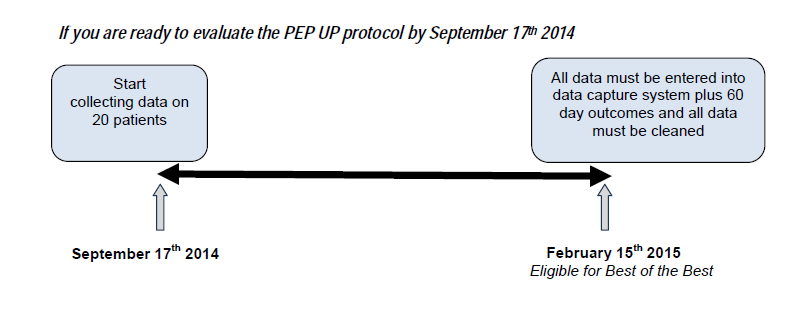 If you are ready to evaluate the PEP UP protocol by September 17th 2014
Start
collecting data on
20 patients
All data must be entered into
data capture system plus 60
day outcomes and all data
must be cleaned
September 17th 2014
February 15th 2015
Eligible for Best of the Best